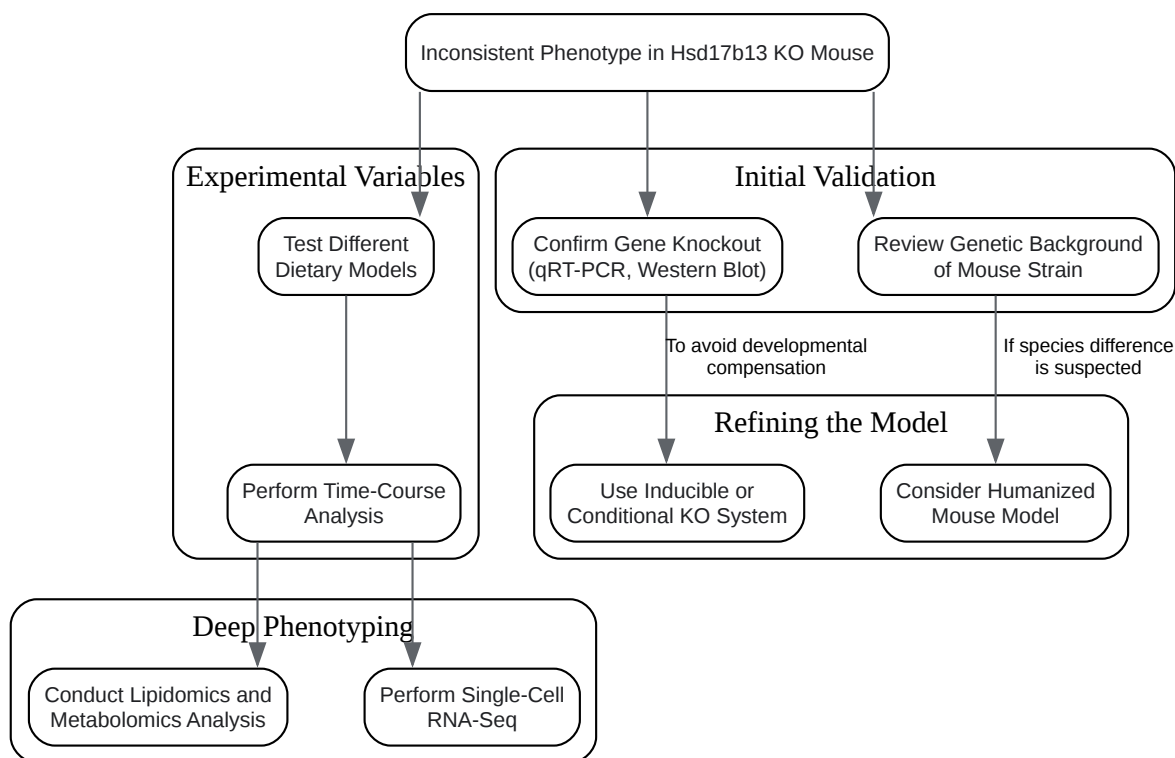 Inconsistent Phenotype in Hsd17b13 KO Mouse
Experimental Variables
Initial Validation
Test Different
Dietary Models
Confirm Gene Knockout
(qRT-PCR, Western Blot)
Review Genetic Background
of Mouse Strain
To avoid developmental
compensation
If species difference
is suspected
Refining the Model
Perform Time-Course
Analysis
Use Inducible or
Conditional KO System
Consider Humanized
Mouse Model
Deep Phenotyping
Conduct Lipidomics and
Metabolomics Analysis
Perform Single-Cell
RNA-Seq